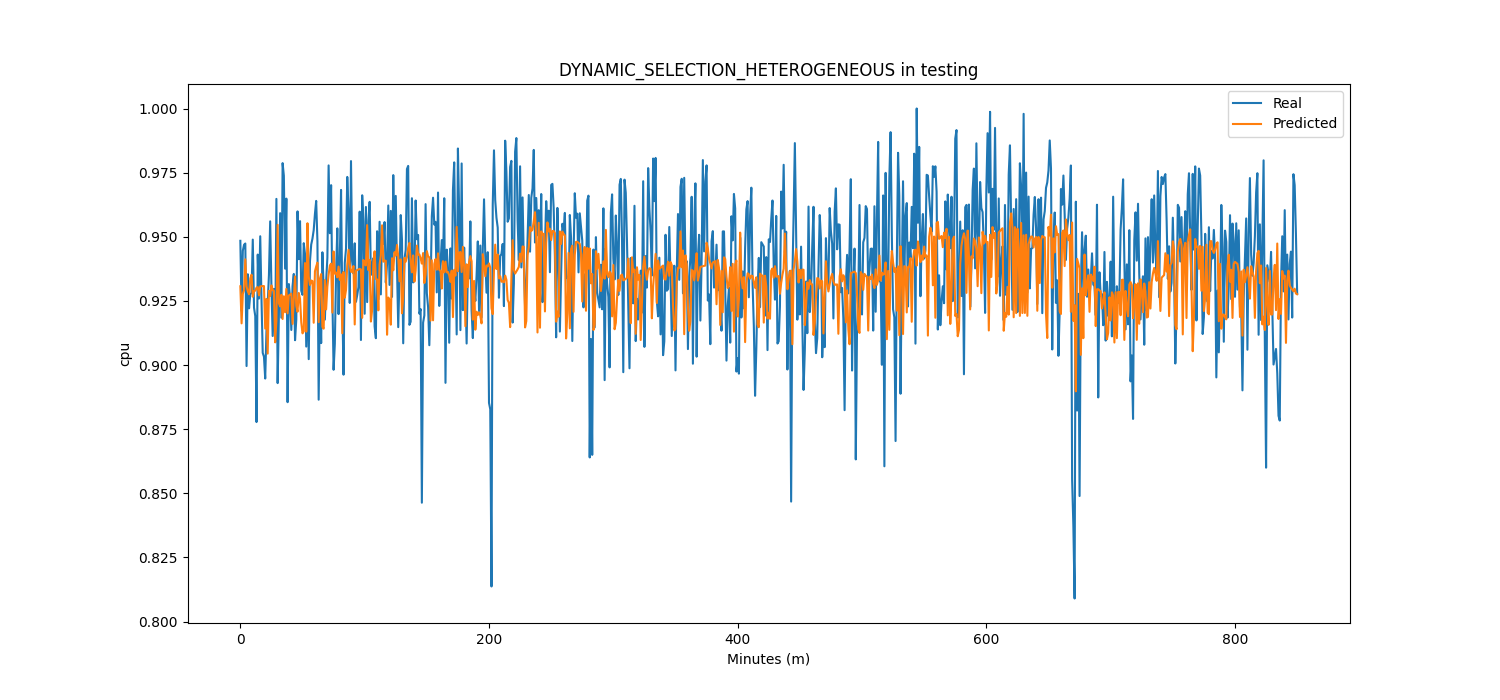 DYNAMIC_SELECTION_HETEROGENEOUS in testing
Real
Predicted
1.000
0.975
0.950
0.925
0.900
0.875
0.850
0.825
0.800
cpu
0
200
400
600
800
Minutes (m)